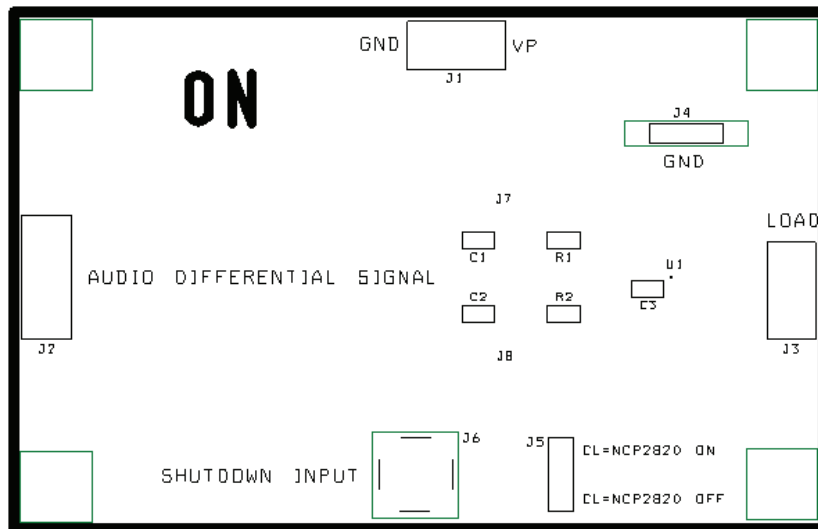 GND VP
J1
ON
J4
GND
J7
LOAD
C1 R1
U1
AUDIO DIFFERENTIAL SIGNAL
C2 R2
C3
J2
J8
J3
J6 J5
CL=NCP2820 ON
SHUTDOWN INPUT
CL=NCP2820 OFF